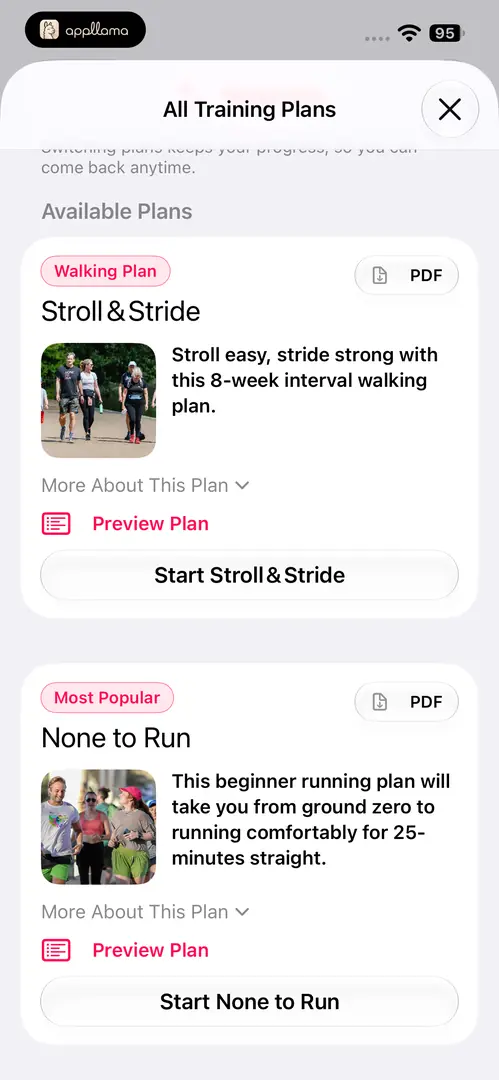 appllama
95
All Training Plans
Switching plans keeps your progress, so you can
come back anytime.
Available Plans
Walking Plan
PDF
Stroll & Stride
Stroll easy, stride strong with
this 8-week interval walking
plan.
More About This Plan
Preview Plan
Start Stroll & Stride
Most Popular
PDF
None to Run
This beginner running plan will
take you from ground zero to
running comfortably for 25-
minutes straight.
More About This Plan
Preview Plan
Start None to Run